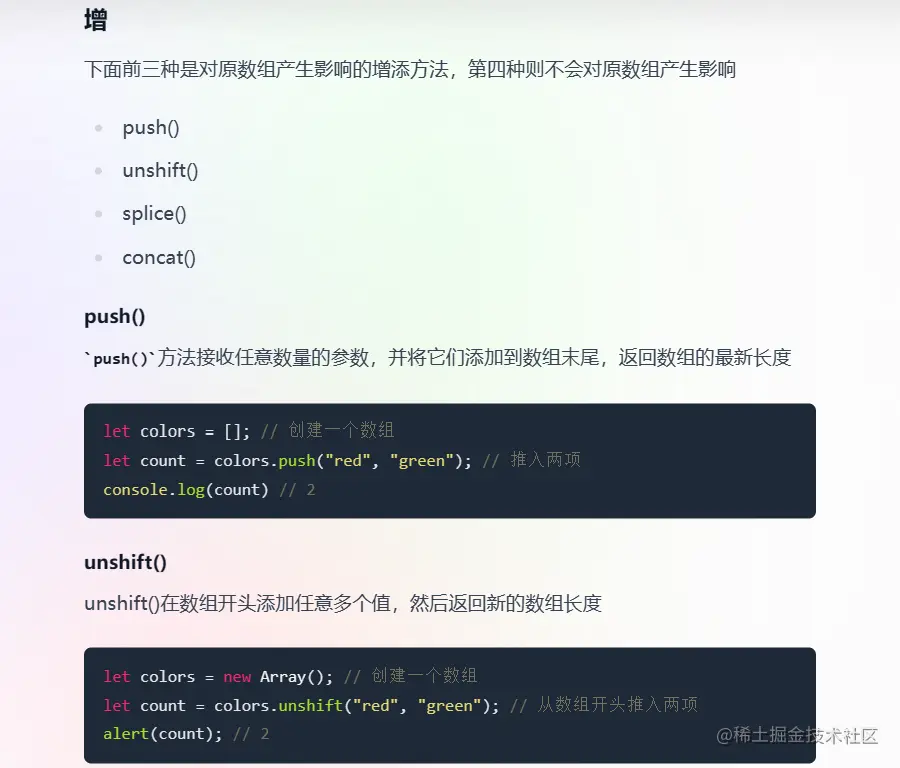 增
下面前三种是对原数组产生影响的增添方法，第四种则不会对原数组产生影响
push()
unshift()
splice()
concat()
push()
`push()`方法接收任意数量的参数，并将它们添加到数组末尾，返回数组的最新长度
let colors = []; // 创建一个数组
let count = colors.push("red", "green"); // 推入两项
console.log(count) // 2
unshift()
unshift()在数组开头添加任意多个值，然后返回新的数组长度
let colors = new Array(); // 创建一个数组
let count = colors.unshift("red", "green"); // 从数组开头推入两项
alert(count); // 2
@稀土掘金技术社区